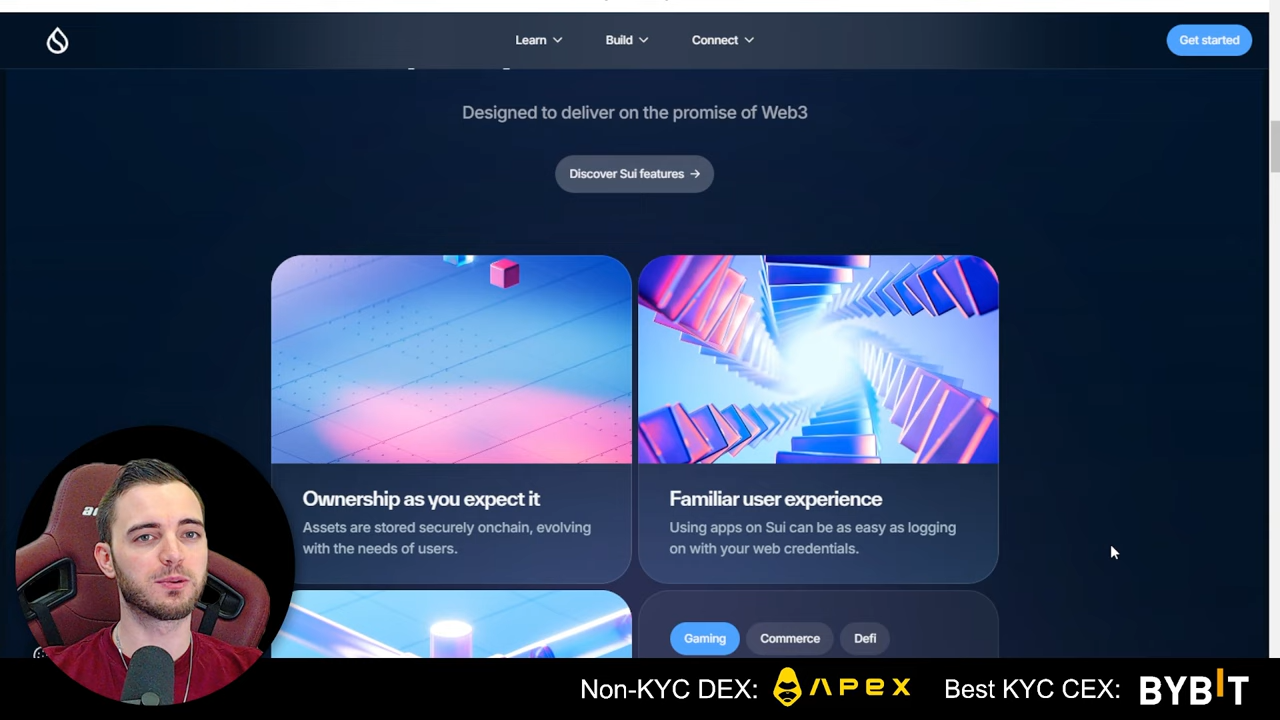 Learn
Build
Connect
Get started
Designed to deliver on the promise of Web3
Discover Sui features →
Ownership as you expect it
Assets are stored securely onchain, evolving
with the needs of users.
Familiar user experience
Using apps on Sui can be as easy as logging
on with your web credentials.
Gaming
Commerce
Defi
Non-KYC DEX: APEX
Best KYC CEX: BYBIT